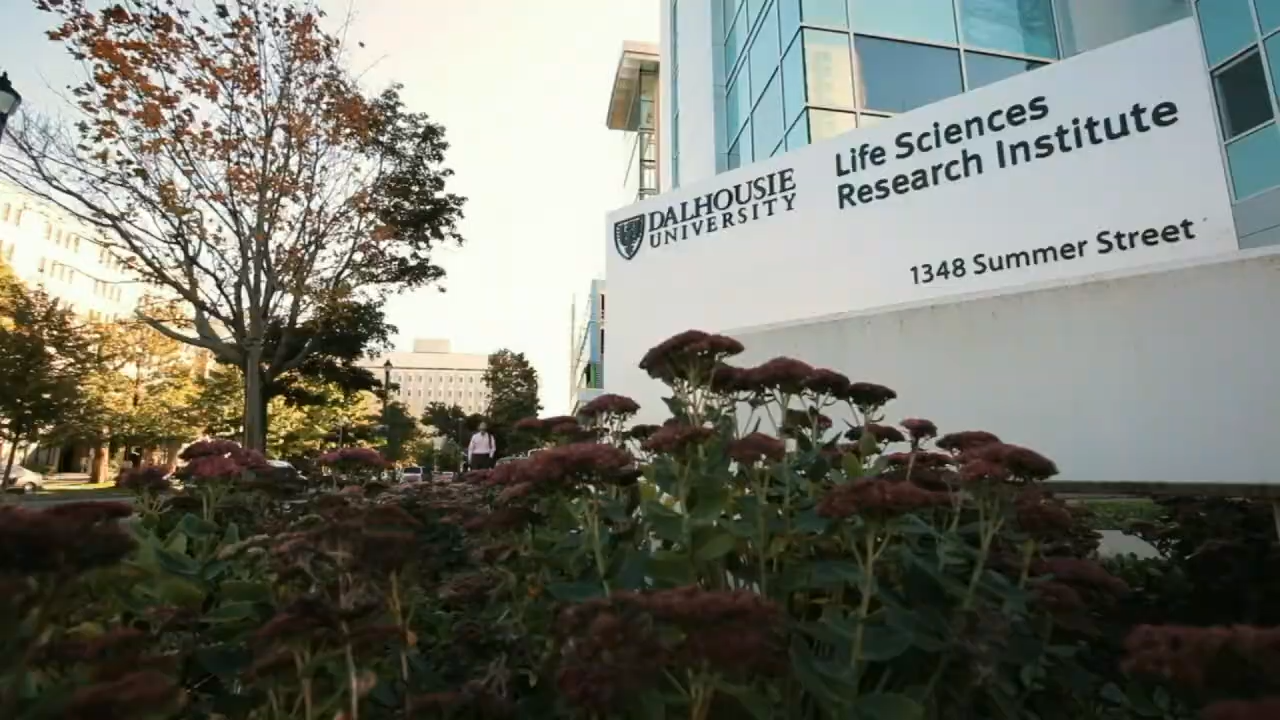 DALHOUSIE
UNIVERSITY
Life Sciences
Research Institute
1348 Summer Street